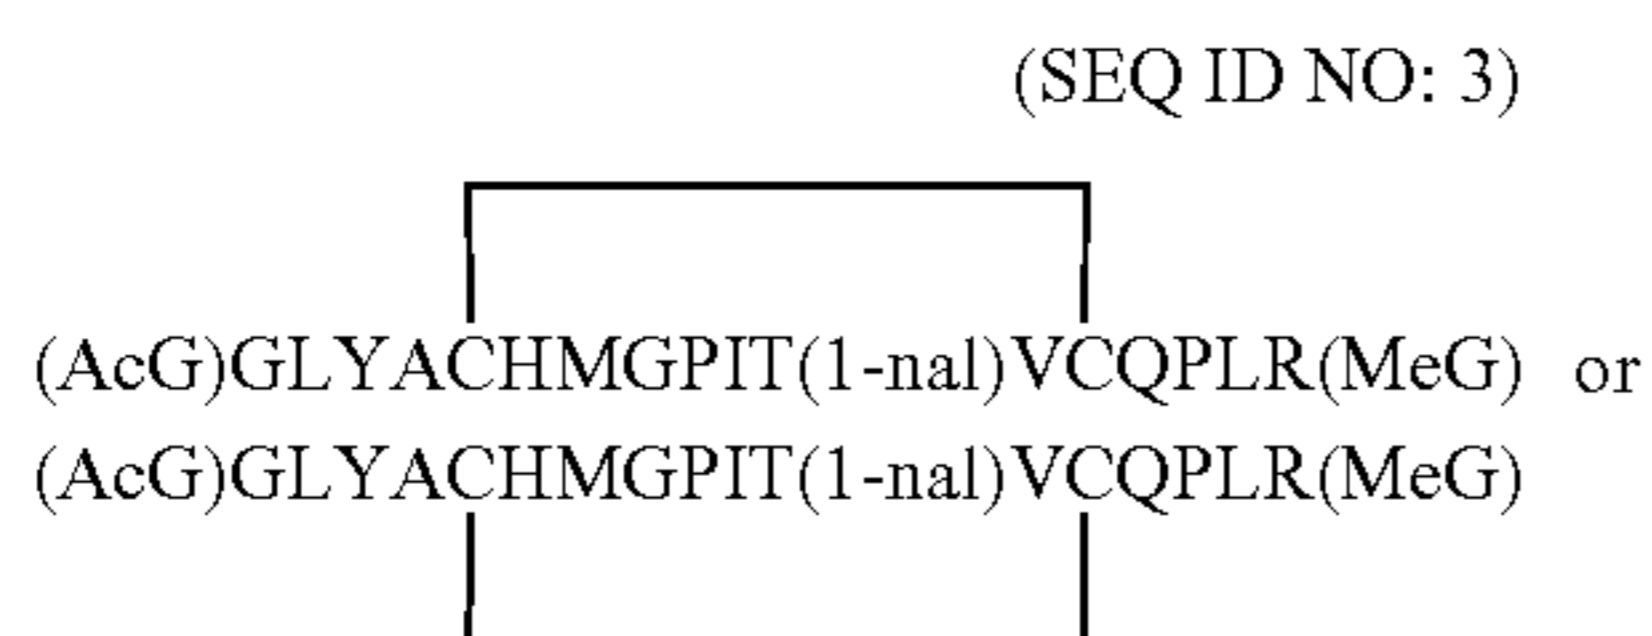 (SEQ ID NO: 3)
(AcG)GLYACHMGPIT(1-nal)VCQPLR(MeG) or
(AcG)GLYACHMGPIT(1-nal)VCQPLR(MeG)